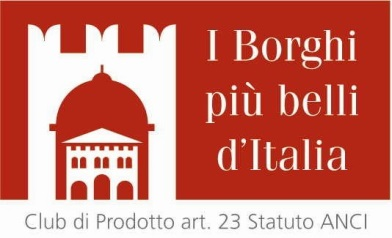 I Borghi
più belli
d'Italia
Club di Prodotto art. 23 Statuto ANCI